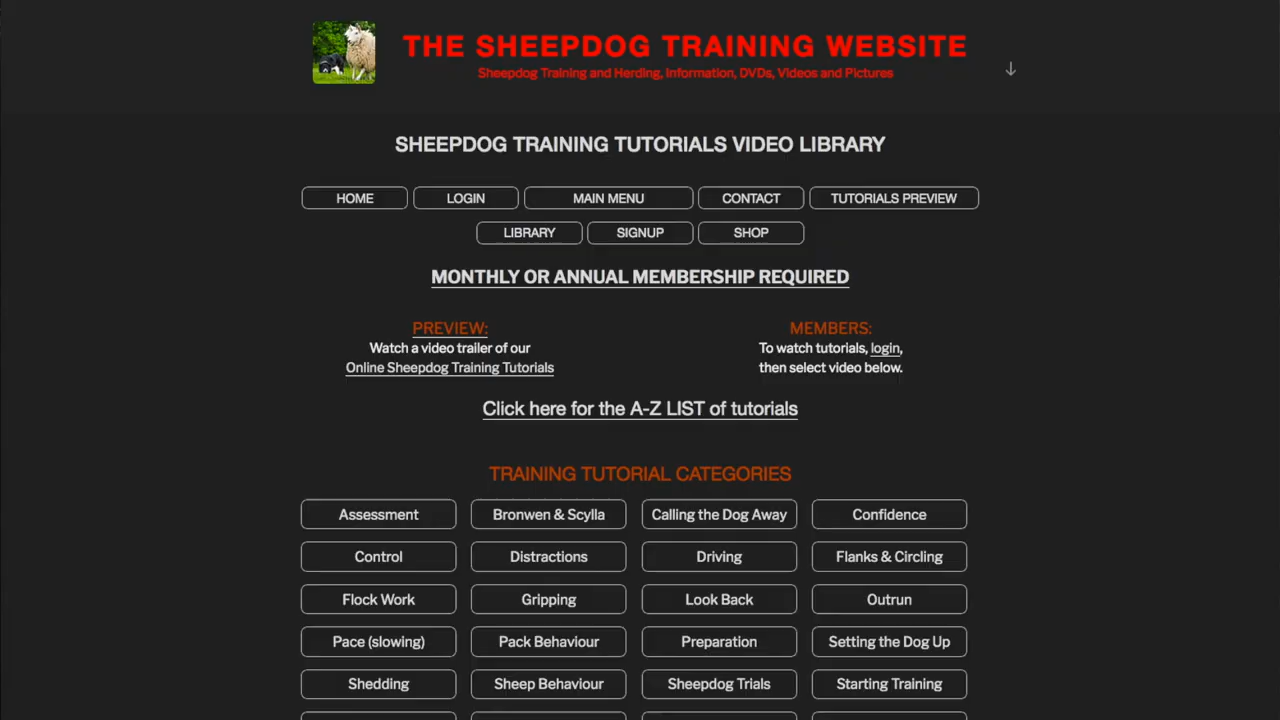 THE SHEEPDOG TRAINING WEBSITE
Sheepdog Training and Herding, Information, DVDs, Videos and Pictures
SHEEPDOG TRAINING TUTORIALS VIDEO LIBRARY
HOME LOGIN MAIN MENU CONTACT TUTORIALS PREVIEW
LIBRARY SIGNUP SHOP
MONTHLY OR ANNUAL MEMBERSHIP REQUIRED
PREVIEW:
Watch a video trailer of our
Online Sheepdog Training Tutorials
MEMBERS:
To watch tutorials, login,
then select video below.
Click here for the A-Z LIST of tutorials
TRAINING TUTORIAL CATEGORIES
Assessment Bronwen & Scylla Calling the Dog Away Confidence
Control Distractions Driving Flanks & Circling
Flock Work Gripping Look Back Outrun
Pace (slowing) Pack Behaviour Preparation Setting the Dog Up
Shedding Sheep Behaviour Sheepdog Trials Starting Training